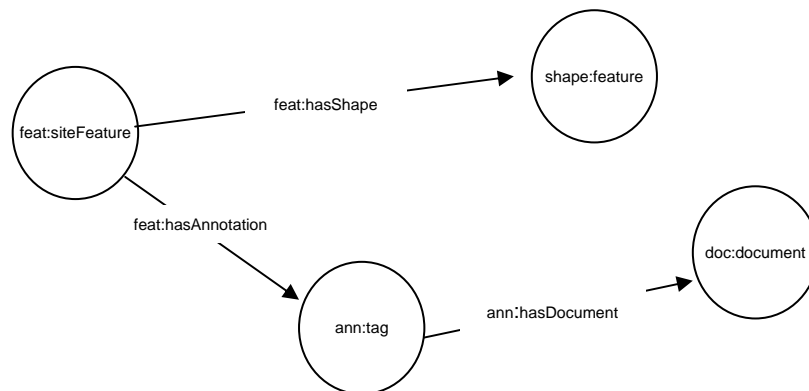 shape:feature
feat:hasShape
feat:siteFeature
feat:hasAnnotation
doc:document
ann:hasDocument
ann:tag